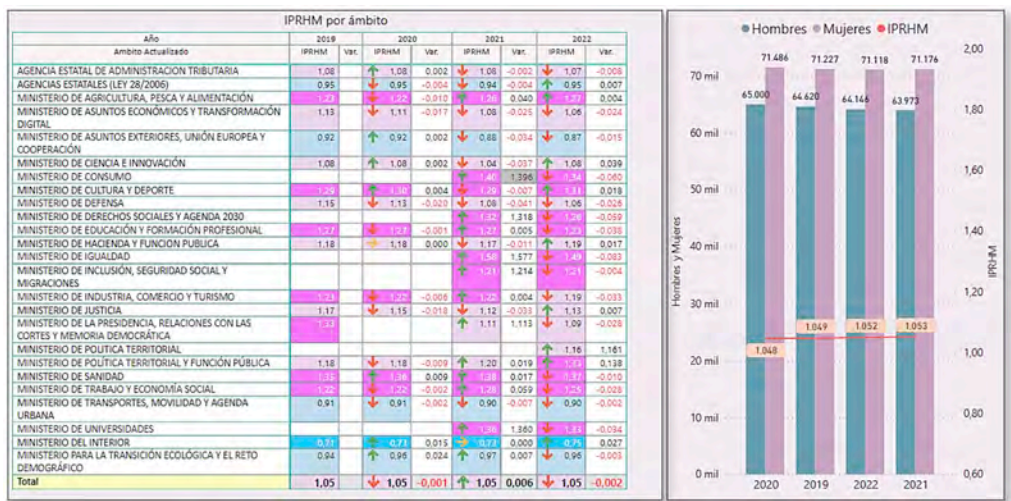 IPRHM por ámbito
Año 2019 2020 2021 2022
Ambito Actualizado IPRHM Var. IPRHM Var. IPRHM Var. IPRHM Var.
AGENCIA ESTATAL DE ADMINISTRACION TRIBUTARIA 1,08 1,08 0,002 1,08 -0,002 1,07 -0,008
AGENCIAS ESTATALES (LEY 28/2006) 0,95 0,95 -0,004 0,94 -0,004 0,95 0,007
MINISTERIO DE AGRICULTURA, PESCA Y ALIMENTACIÓN 1,23 1,22 -0,010 1,26 0,040 1,27 0,004
MINISTERIO DE ASUNTOS ECONÓMICOS Y TRANSFORMACIÓN 1,13 1,11 -0,017 1,08 -0,025 1,06 -0,024
DIGITAL
MINISTERIO DE ASUNTOS EXTERIORES, UNIÓN EUROPEA Y 0,92 0,92 0,002 0,88 -0,034 0,87 -0,015
COOPERACIÓN
MINISTERIO DE CIENCIA E INNOVACIÓN 1,08 1,08 0,002 1,04 -0,037 1,08 0,039
MINISTERIO DE CONSUMO 1,40 1,396 1,34 -0,060
MINISTERIO DE CULTURA Y DEPORTE 1,29 1,30 0,004 1,29 -0,007 1,31 0,018
MINISTERIO DE DEFENSA 1,15 1,13 -0,020 1,08 -0,041 1,06 -0,026
MINISTERIO DE DERECHOS SOCIALES Y AGENDA 2030 1,32 1,318 1,26 -0,059
MINISTERIO DE EDUCACIÓN Y FORMACIÓN PROFESIONAL 1,27 1,27 -0,001 1,27 0,005 1,23 -0,038
MINISTERIO DE HACIENDA Y FUNCION PUBLICA 1,18 1,18 0,000 1,17 -0,011 1,19 0,017
MINISTERIO DE IGUALDAD 1,577 1,49 -0,083
MINISTERIO DE INCLUSIÓN, SEGURIDAD SOCIAL Y 1,21 1,214 1,21 -0,004
MIGRACIONES
MINISTERIO DE INDUSTRIA, COMERCIO Y TURISMO 1,23 1,22 -0,006 1,22 0,004 1,19 -0,033
MINISTERIO DE JUSTICIA 1,17 1,15 -0,018 1,12 -0,033 1,13 0,007
MINISTERIO DE LA PRESIDENCIA, RELACIONES CON LAS 1,33 1,11 1,113 1,09 -0,028
CORTES Y MEMORIA DEMOCRÁTICA
MINISTERIO DE POLITICA TERRITORIAL 1,16 1,161
MINISTERIO DE POLÍTICA TERRITORIAL Y FUNCIÓN PÚBLICA 1,18 1,18 -0,009 1,20 0,019 1,33 0,138
MINISTERIO DE SANIDAD 1,35 1,36 0,009 1,38 0,017 1,37 -0,010
MINISTERIO DE TRABAJO Y ECONOMÍA SOCIAL 1,22 1,22 -0,002 1,28 0,059 1,25 -0,028
MINISTERIO DE TRANSPORTES, MOVILIDAD Y AGENDA 0,91 0,91 -0,002 0,90 -0,007 0,90 -0,002
URBANA
MINISTERIO DE UNIVERSIDADES 1,36 1,360 1,33 -0,034
MINISTERIO DEL INTERIOR 0,71 0,73 0,015 0,73 0,000 0,75 0,027
MINISTERIO PARA LA TRANSICIÓN ECOLÓGICA Y EL RETO 0,94 0,96 0,024 0,97 0,007 0,96 -0,003
DEMOGRÁFICO
Total 1,05 1,05 -0,001 1,05 0,006 1,05 -0,002
Hombres Mujeres IPRHM
65.000 71.486 64.620 71.227 64.146 71.118 63.973 71.176
1.048 1.049 1.052 1.053
70 mil
60 mil
50 mil
40 mil
30 mil
20 mil
10 mil
0 mil
Hombres y Mujeres
2,00
1,80
1,60
1,40
1,20
1,00
0,80
0,60
IPRHM
2020 2019 2022 2021